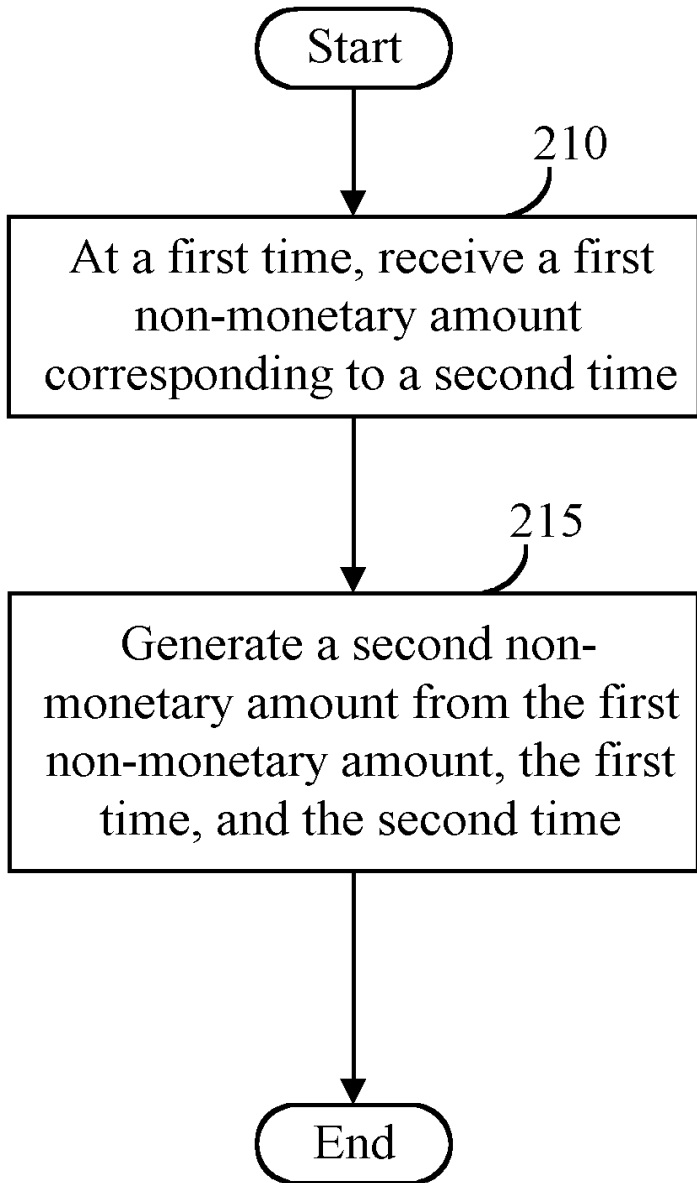 Start
210
At a first time, receive a first
non-monetary amount
corresponding to a second time
215
Generate a second non-
monetary amount from the first
non-monetary amount, the first
time, and the second time
End